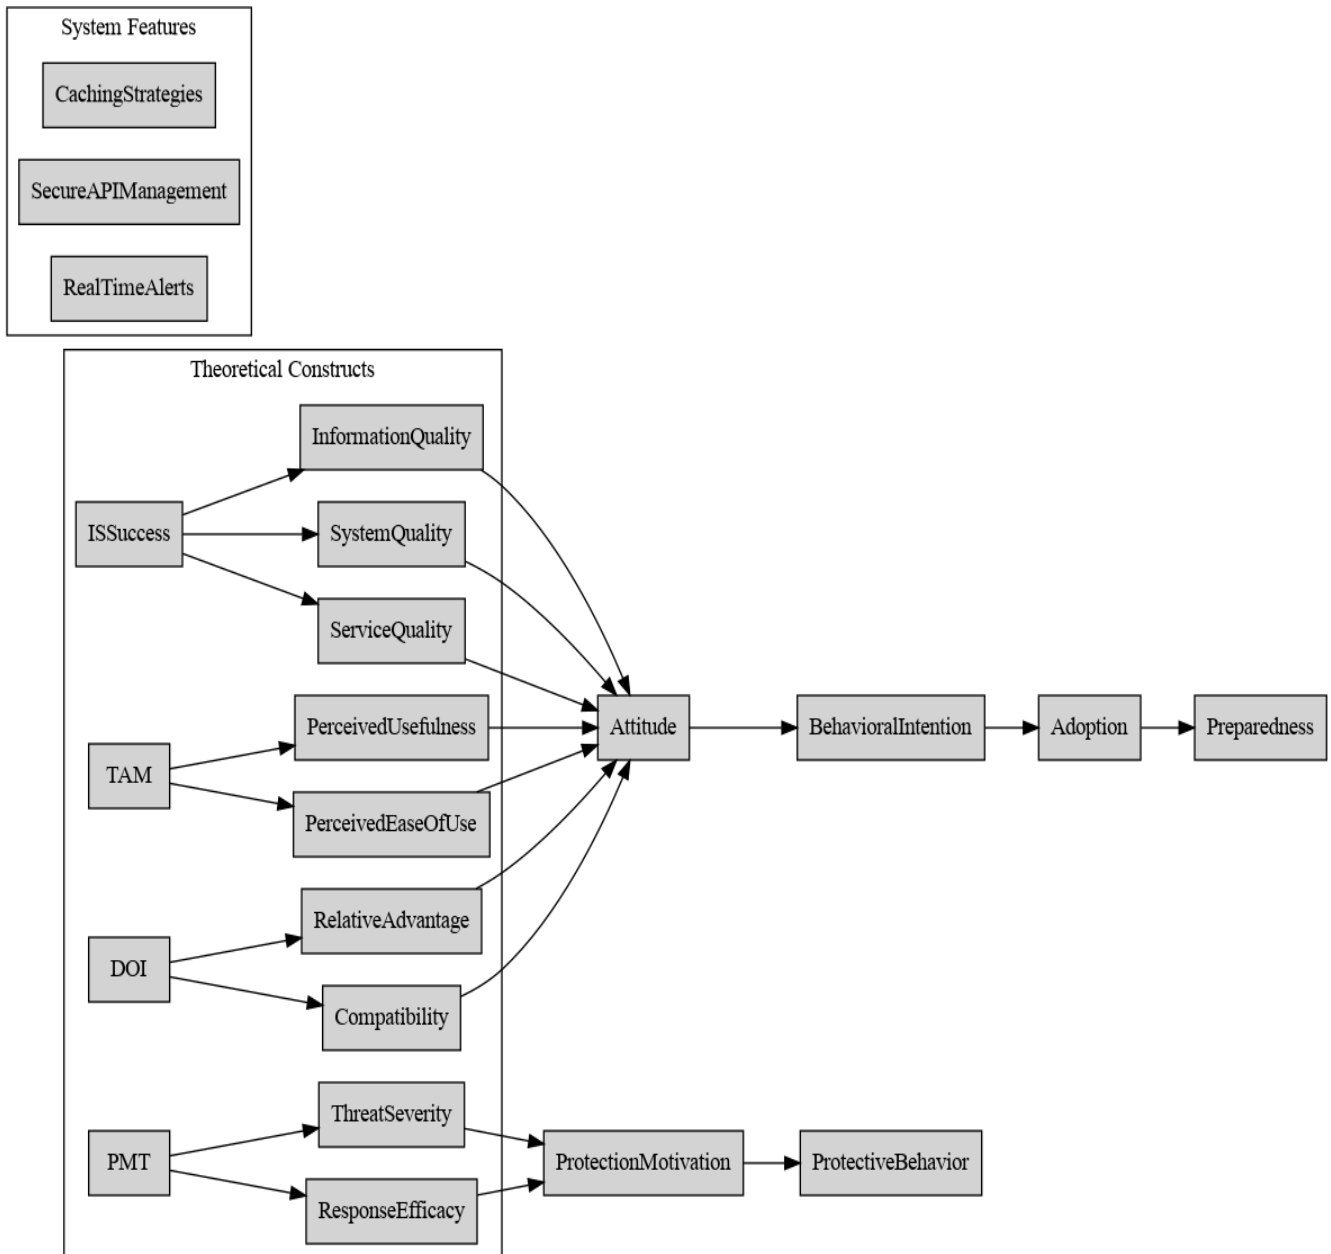 System Features
CachingStrategies
SecureAPIManagement
RealTimeAlerts
Theoretical Constructs
InformationQuality
ISSuccess
SystemQuality
ServiceQuality
PerceivedUsefulness
Attitude
BehavioralIntention
Adoption
Preparedness
TAM
PerceivedEaseOfUse
RelativeAdvantage
DOI
Compatibility
ThreatSeverity
PMT
ProtectionMotivation
ProtectiveBehavior
ResponseEfficacy